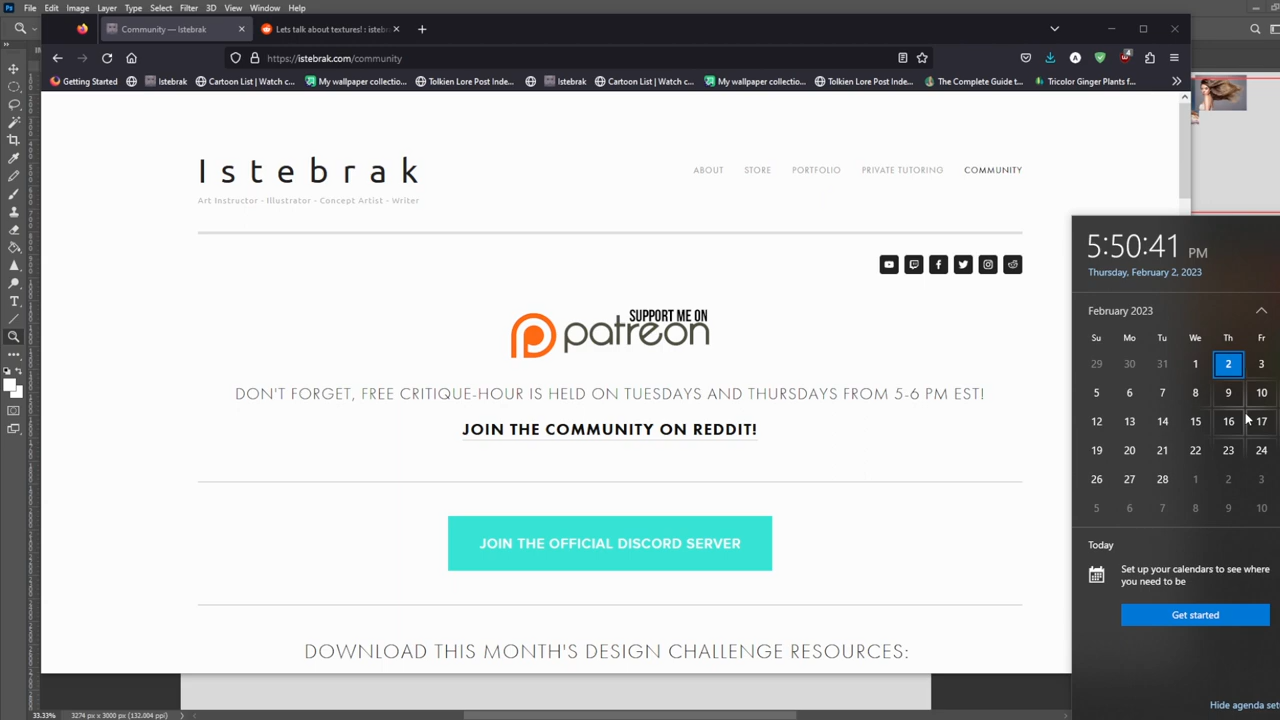 File Edit Image Layer Type Select Filter 3D View Window Help
Community — Istebrak
Lets talk about textures! : isteb
https://istebrak.com/community
4
Getting Started
Istebrak
Cartoon List | Watch c...
My wallpaper collectio...
Tolkien Lore Post Inde...
Istebrak
Cartoon List | Watch c...
My wallpaper collectio...
Tolkien Lore Post Inde...
The Complete Guide t...
Tricolor Ginger Plants f...
Istebrak
Art Instructor - Illustrator - Concept Artist - Writer
ABOUT STORE PORTFOLIO PRIVATE TUTORING COMMUNITY
SUPPORT ME ON
patreon
DON'T FORGET, FREE CRITIQUE-HOUR IS HELD ON TUESDAYS AND THURSDAYS FROM 5-6 PM EST!
JOIN THE COMMUNITY ON REDDIT!
JOIN THE OFFICIAL DISCORD SERVER
DOWNLOAD THIS MONTH'S DESIGN CHALLENGE RESOURCES:
5:50:41 PM
Thursday, February 2, 2023
February 2023
Su Mo Tu We Th Fr
29 30 31 1 2 3
5 6 7 8 9 10
12 13 14 15 16 17
19 20 21 22 23 24
26 27 28 1 2 3
5 6 7 8 9 10
Today
Set up your calendars to see where
you need to be
Get started
Hide agenda
33.33% 3274 px x 3000 px (132.004 ppi)